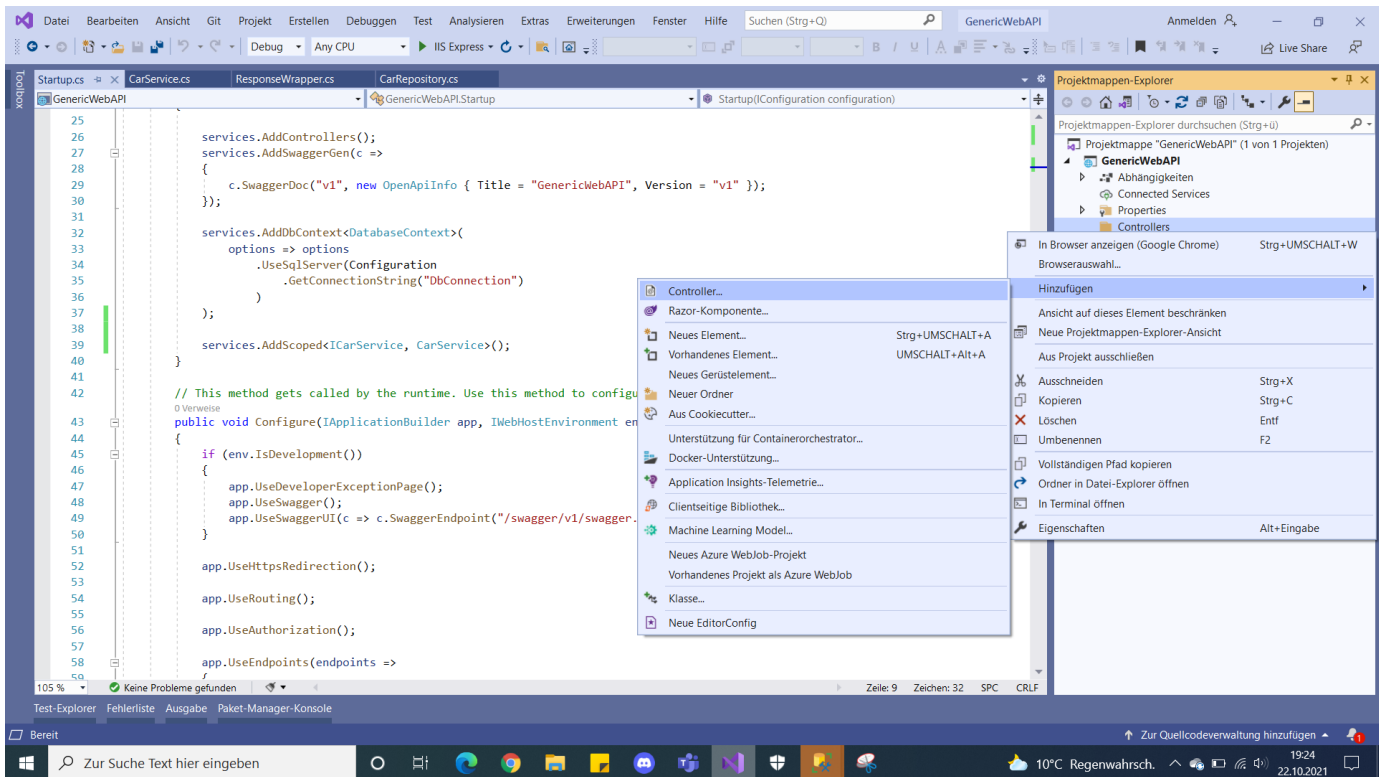 Datei Bearbeiten Ansicht Git Projekt Erstellen Debuggen Test Analysieren Extras Erweiterungen Fenster Hilfe Suchen (Strg+Q) GenericWebAPI Anmelden
Debug Any CPU IIS Express Live Share
Toolbox
Startup.cs CarService.cs ResponseWrapper.cs CarRepository.cs
GenericWebAPI GenericWebAPI.Startup Startup(IConfiguration configuration)
25
26 services.AddControllers();
27 services.AddSwaggerGen(c =>
28 {
29 c.SwaggerDoc("v1", new OpenApiInfo { Title = "GenericWebAPI", Version = "v1" });
30 });
31
32 services.AddDbContext<DatabaseContext>(
33 options => options
34 .UseSqlServer(Configuration
35 .GetConnectionString("DbConnection")
36 )
37 );
38
39 services.AddScoped<ICarService, CarService>();
40 }
41
42 // This method gets called by the runtime. Use this method to configu
0 Verweise
43 public void Configure(IApplicationBuilder app, IWebHostEnvironment en
44 {
45 if (env.IsDevelopment())
46 {
47 app.UseDeveloperExceptionPage();
48 app.UseSwagger();
49 app.UseSwaggerUI(c => c.SwaggerEndpoint("/swagger/v1/swagger.
50 }
51
52 app.UseHttpsRedirection();
53
54 app.UseRouting();
55
56 app.UseAuthorization();
57
58 app.UseEndpoints(endpoints =>
59 {
105 % Keine Probleme gefunden Zeile: 9 Zeichen: 32 SPC CRLF
Projektmappen-Explorer
Projektmappen-Explorer durchsuchen (Strg+ü)
Projektmappe "GenericWebAPI" (1 von 1 Projekten)
GenericWebAPI
Abhängigkeiten
Connected Services
Properties
Controllers
In Browser anzeigen (Google Chrome) Strg+UMSCHALT+W
Browserauswahl...
Hinzufügen
Ansicht auf dieses Element beschränken
Neue Projektmappen-Explorer-Ansicht
Aus Projekt ausschließen
Ausschneiden Strg+X
Kopieren Strg+C
Löschen Entf
Umbenennen F2
Vollständigen Pfad kopieren
Ordner in Datei-Explorer öffnen
In Terminal öffnen
Eigenschaften Alt+Eingabe
Controller...
Razor-Komponente...
Neues Element... Strg+UMSCHALT+A
Vorhandenes Element... UMSCHALT+Alt+A
Neues Gerüstelement...
Neuer Ordner
Aus Cookiecutter...
Unterstützung für Containerorchestrator...
Docker-Unterstützung...
Application Insights-Telemetrie...
Clientseitige Bibliothek...
Machine Learning Model...
Neues Azure WebJob-Projekt
Vorhandenes Projekt als Azure WebJob
Klasse...
Neue EditorConfig
Test-Explorer Fehlerliste Ausgabe Paket-Manager-Konsole
Bereit Zur Quellcodeverwaltung hinzufügen 1
Zur Suche Text hier eingeben 10°C Regenwahrsch. 19:24
22.10.2021